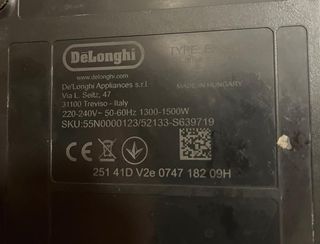 DeLonghi
TYPE
www.delonghi.com
De'Longhi Appliances s.r.l.
Via L. Seitz, 47
31100 Treviso - Italy
MADE IN HUNGARY
220-240V~ 50-60Hz 1300-1500W
SKU:55N0000123/52133-S639719
251 41D V2e 0747 182 09H